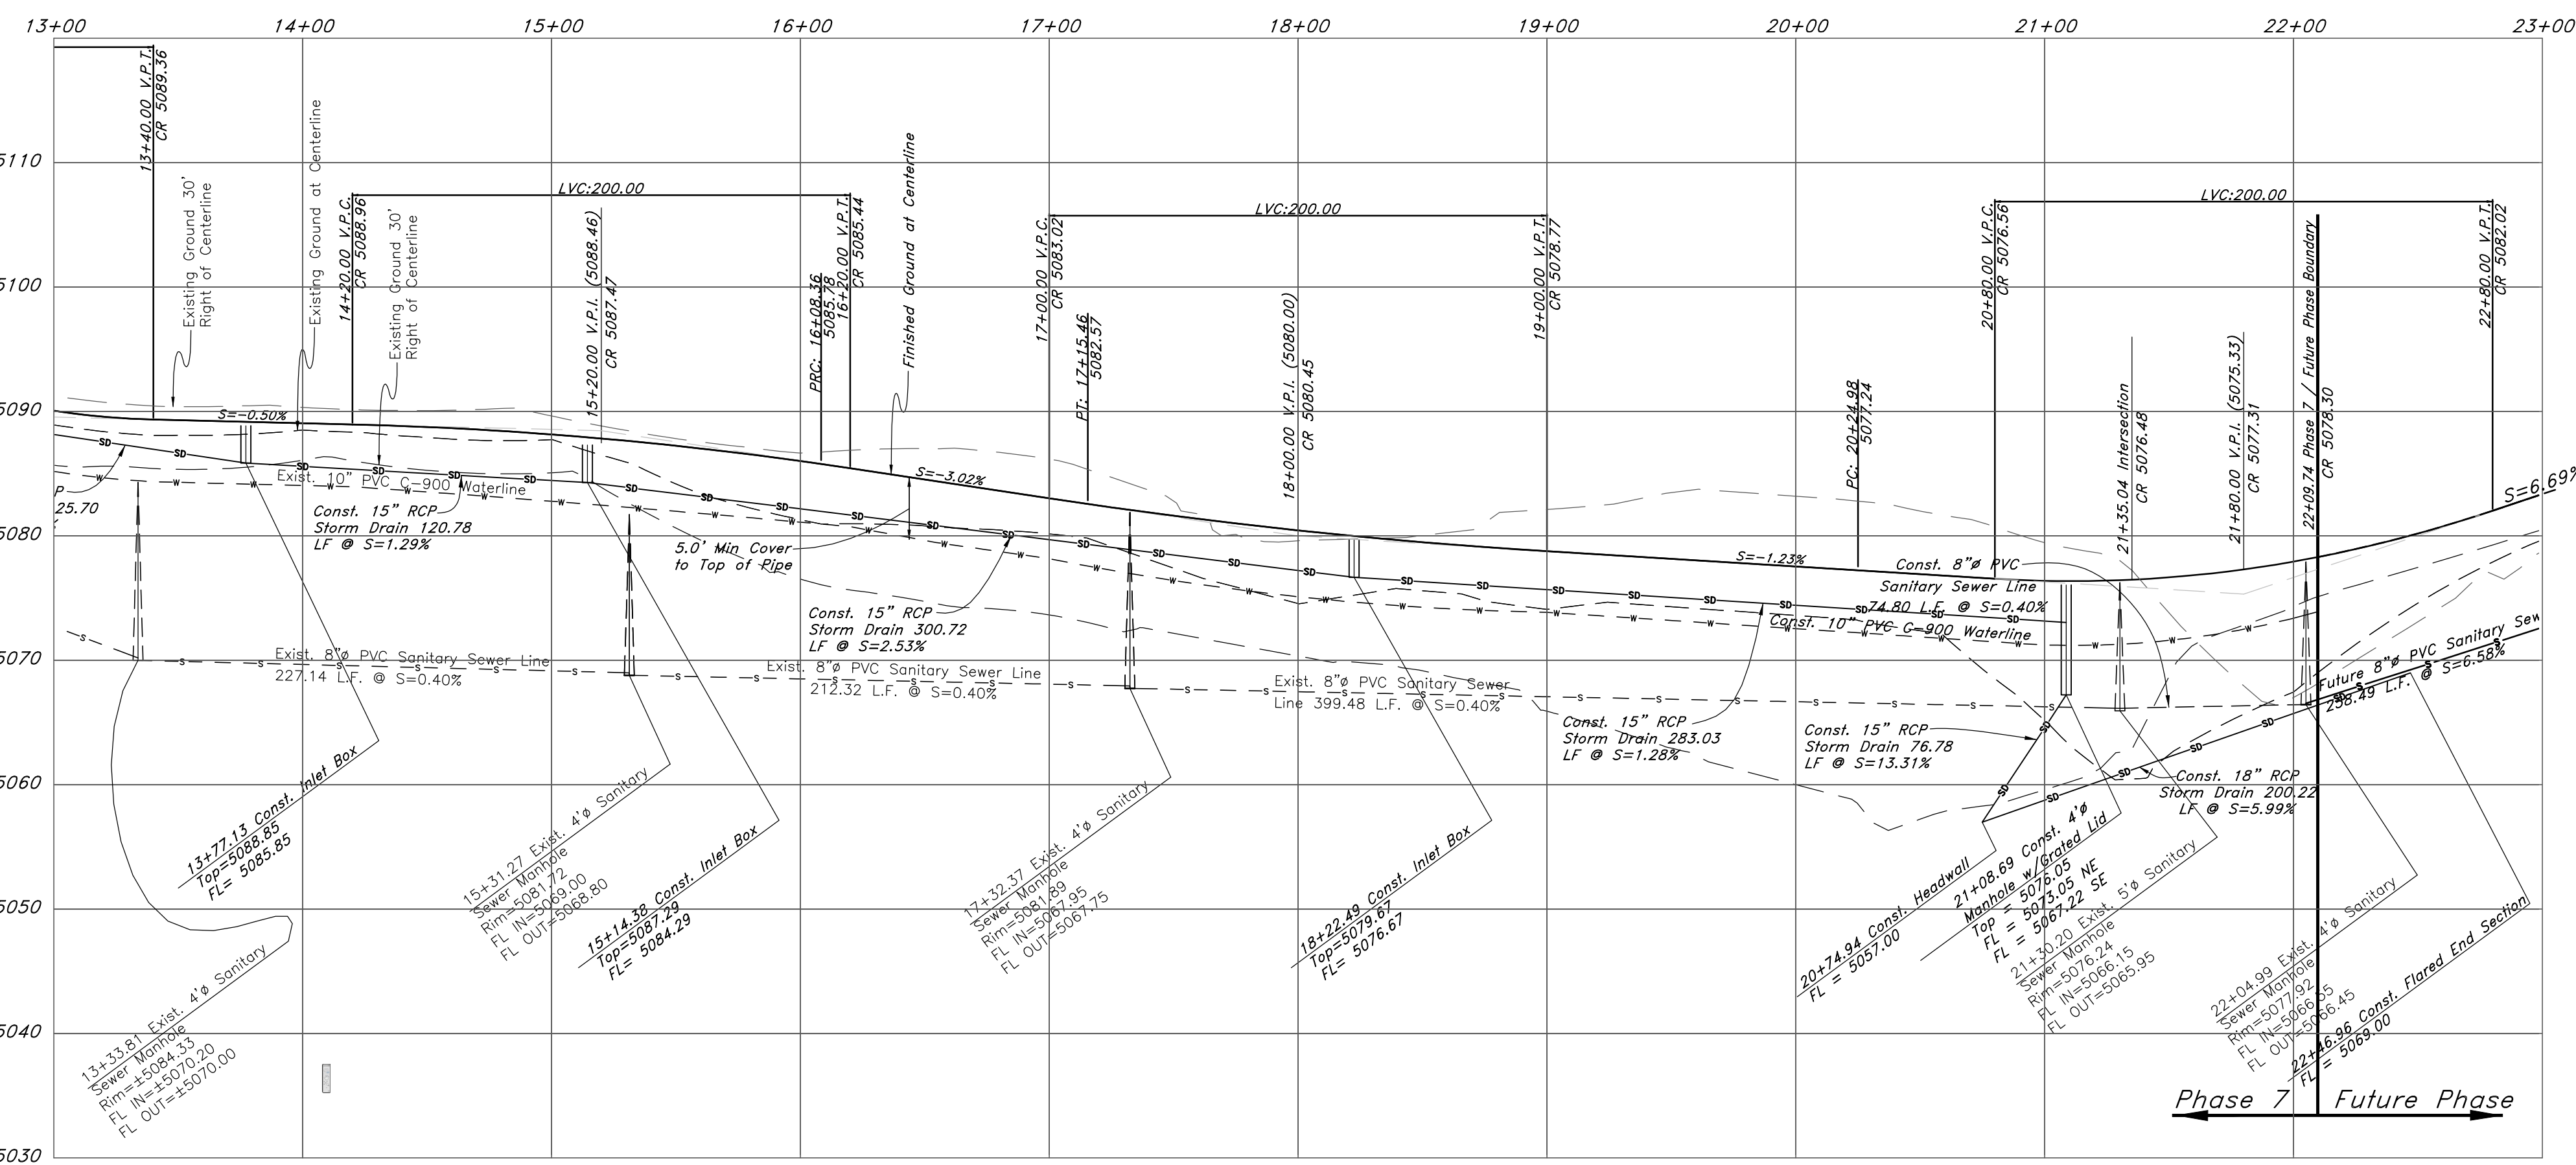 13+00 14+00 15+00 16+00 17+00 18+00 19+00 20+00 21+00 22+00 23+00
5110
5100
5090
5080
5070
5060
5050
5040
5030
13+40.00 V.P.T.
CR 5089.36
Existing Ground 30'
Right of Centerline
Existing Ground at Centerline
14+20.00 V.P.C.
CR 5088.96
Existing Ground 30'
Right of Centerline
LVC:200.00
15+20.00 V.P.I. (5088.46)
CR 5087.47
PRC: 16+08.36
5085.78
16+20.00 V.P.T.
CR 5085.44
Finished Ground at Centerline
17+00.00 V.P.C.
CR 5083.02
PT: 17+15.46
5082.57
LVC:200.00
18+00.00 V.P.I. (5080.00)
CR 5080.45
19+00.00 V.P.T.
CR 5078.77
PC: 20+24.98
5077.24
20+80.00 V.P.C.
CR 5076.56
LVC:200.00
21+35.04 Intersection
CR 5076.48
21+80.00 V.P.I. (5075.33)
CR 5077.31
22+09.74 Phase 7 / Future Phase Boundary
CR 5078.30
22+80.00 V.P.T.
CR 5082.02
S=-0.50%
S=-3.02%
S=-1.23%
S=6.69%
P
25.70
Exist. 10" PVC C-900 Waterline
Const. 15" RCP
Storm Drain 120.78
LF @ S=1.29%
5.0' Min Cover
to Top of Pipe
Const. 15" RCP
Storm Drain 300.72
LF @ S=2.53%
Const. 8"ø PVC
Sanitary Sewer Line
74.80 L.F. @ S=0.40%
Const. 10" PVC C-900 Waterline
Exist. 8"ø PVC Sanitary Sewer Line
227.14 L.F. @ S=0.40%
Exist. 8"ø PVC Sanitary Sewer Line
212.32 L.F. @ S=0.40%
Exist. 8"ø PVC Sanitary Sewer
Line 399.48 L.F. @ S=0.40%
Future 8"ø PVC Sanitary Sew
258.49 L.F. @ S=6.58%
Const. 15" RCP
Storm Drain 283.03
LF @ S=1.28%
Const. 15" RCP
Storm Drain 76.78
LF @ S=13.31%
Const. 18" RCP
Storm Drain 200.22
LF @ S=5.99%
13+77.13 Const. Inlet Box
Top=5088.85
FL= 5085.85
13+33.81 Exist. 4'ø Sanitary
Sewer Manhole
Rim=±5084.33
FL IN=±5070.20
FL OUT=±5070.00
15+31.27 Exist. 4'ø Sanitary
Sewer Manhole
Rim=5081.72
FL IN=5069.00
FL OUT=5068.80
15+14.38 Const. Inlet Box
Top=5087.29
FL= 5084.29
17+32.37 Exist. 4'ø Sanitary
Sewer Manhole
Rim=5081.89
FL IN=5067.95
FL OUT=5067.75
18+22.49 Const. Inlet Box
Top=5079.67
FL= 5076.67
20+74.94 Const. Headwall
FL = 5057.00
21+08.69 Const. 4'ø
Manhole w/Grated Lid
Top = 5076.05
FL = 5073.05 NE
FL = 5067.22 SE
21+30.20 Exist. 5'ø Sanitary
Sewer Manhole
Rim=5076.24
FL IN=5066.15
FL OUT=5065.95
22+04.99 Exist. 4'ø Sanitary
Sewer Manhole
Rim=5077.92
FL IN=5066.65
FL OUT=5066.45
22+46.96 Const. Flared End Section
FL = 5069.00
Phase 7
Future Phase